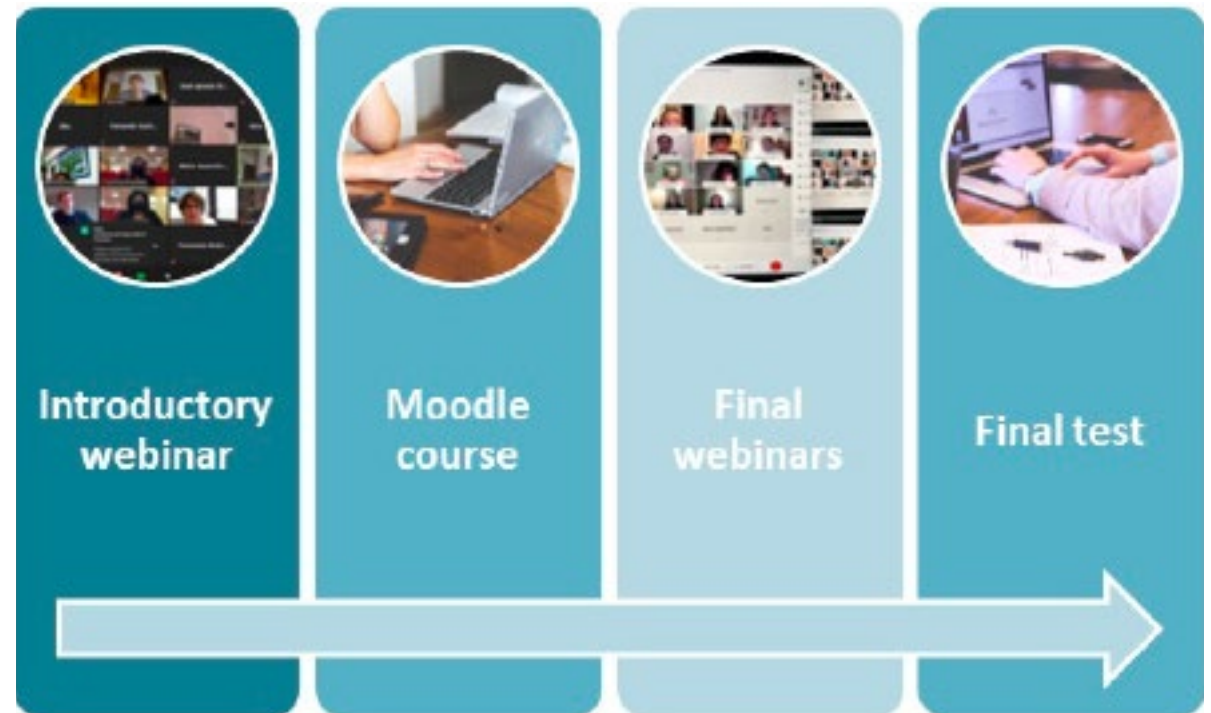 Introductory
webinar
Moodle
course
Final
webinars
Final test